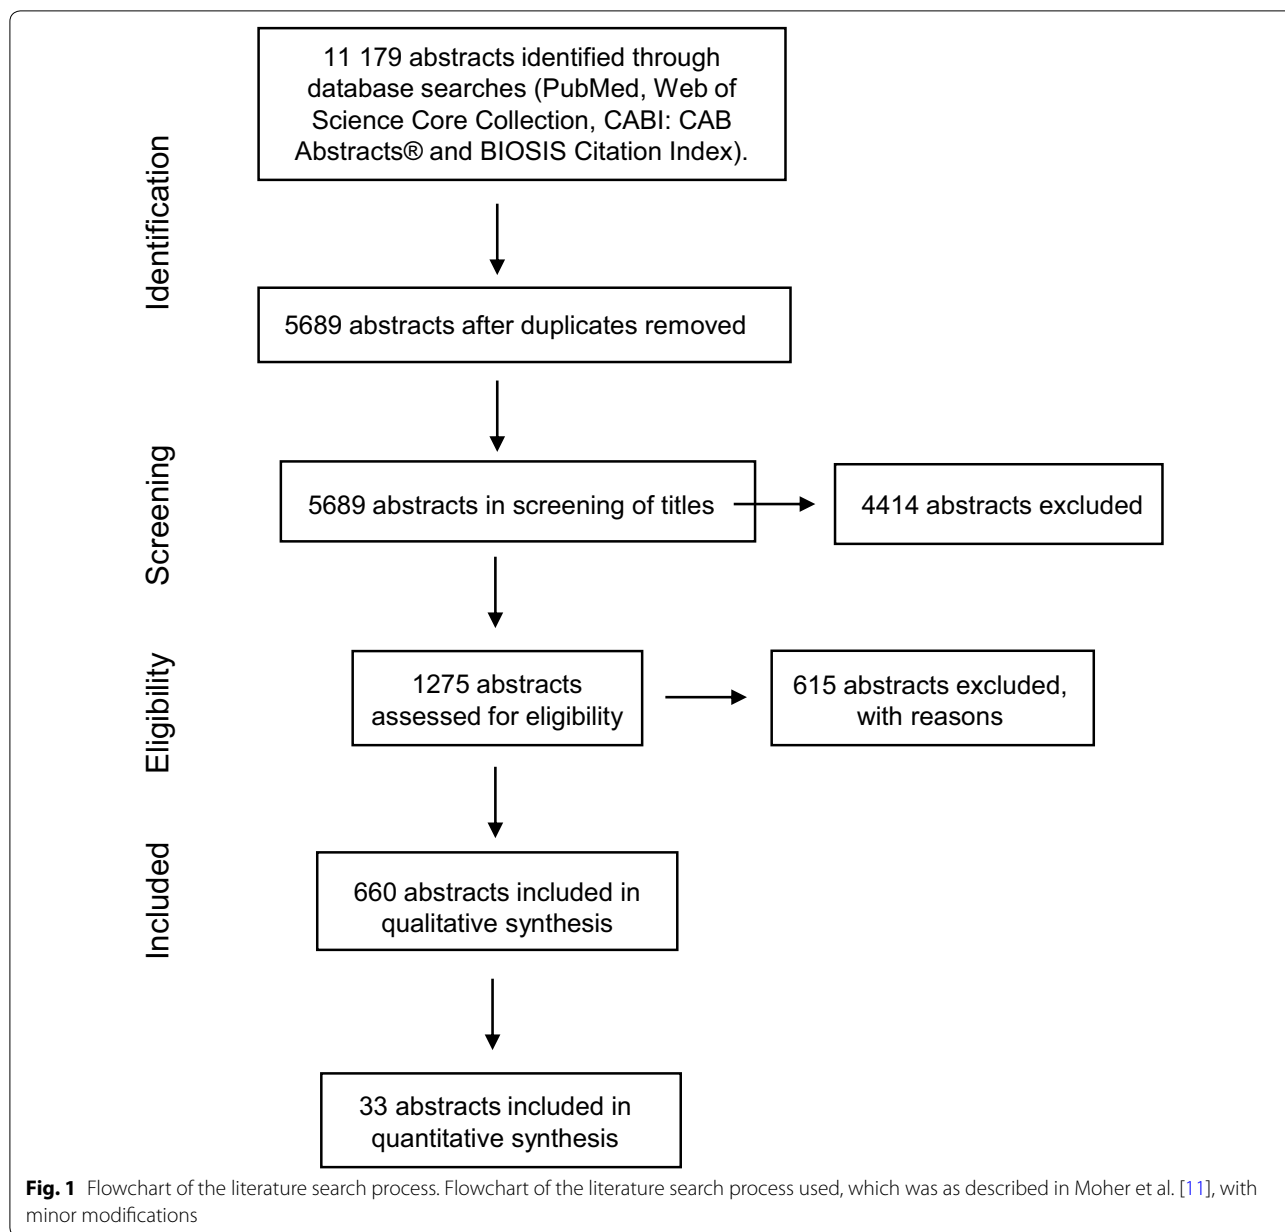 11 179 abstracts identified through
database searches (PubMed, Web of
Science Core Collection, CABI: CAB
Abstracts® and BIOSIS Citation Index).
Identification
5689 abstracts after duplicates removed
Screening
5689 abstracts in screening of titles
4414 abstracts excluded
Eligibility
1275 abstracts
assessed for eligibility
615 abstracts excluded,
with reasons
Included
660 abstracts included in
qualitative synthesis
33 abstracts included in
quantitative synthesis
Fig. 1 Flowchart of the literature search process. Flowchart of the literature search process used, which was as described in Moher et al. [11], with
minor modifications